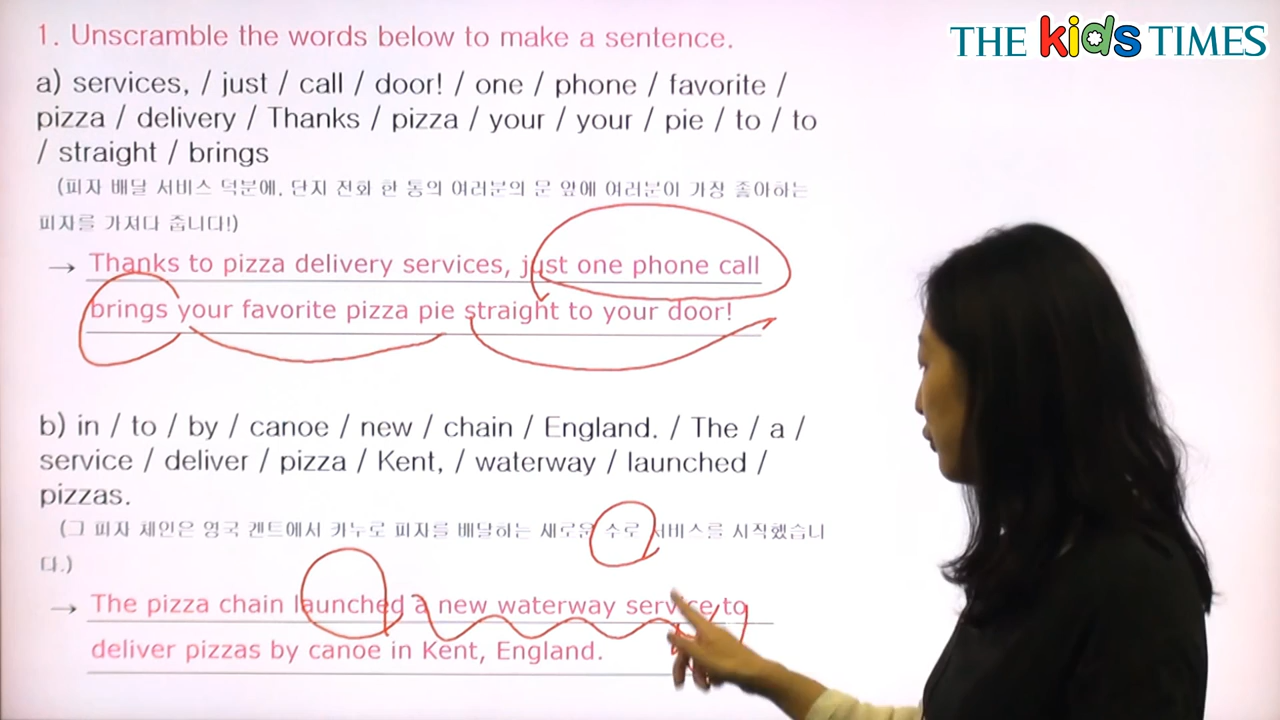 THE kids TIMES
1. Unscramble the words below to make a sentence.
a) services, / just / call / door! / one / phone / favorite /
pizza / delivery / Thanks / pizza / your / your / pie / to / to
/ straight / brings
(피자 배달 서비스 덕분에, 단지 전화 한 통의 여러분의 문 앞에 여러분이 가장 좋아하는
피자를 가져다 줍니다!)
→ Thanks to pizza delivery services, just one phone call
brings your favorite pizza pie straight to your door!
b) in / to / by / canoe / new / chain / England. / The / a /
service / deliver / pizza / Kent, / waterway / launched /
pizzas.
(그 피자 체인은 영국 켄트에서 카누로 피자를 배달하는 새로운 수로 서비스를 시작했습니
다.)
→ The pizza chain launched a new waterway service to
deliver pizzas by canoe in Kent, England.